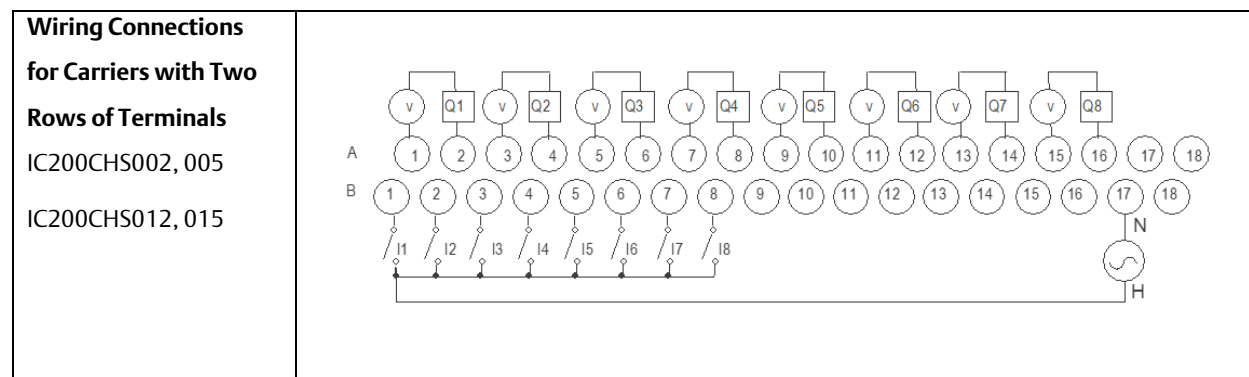 Wiring Connections
for Carriers with Two
Rows of Terminals
IC200CHS002, 005
IC200CHS012, 015
v Q1 v Q2 v Q3 v Q4 v Q5 v Q6 v Q7 v Q8
A 1 2 3 4 5 6 7 8 9 10 11 12 13 14 15 16 17 18
B 1 2 3 4 5 6 7 8 9 10 11 12 13 14 15 16 17 18
N
I1 I2 I3 I4 I5 I6 I7 I8
H